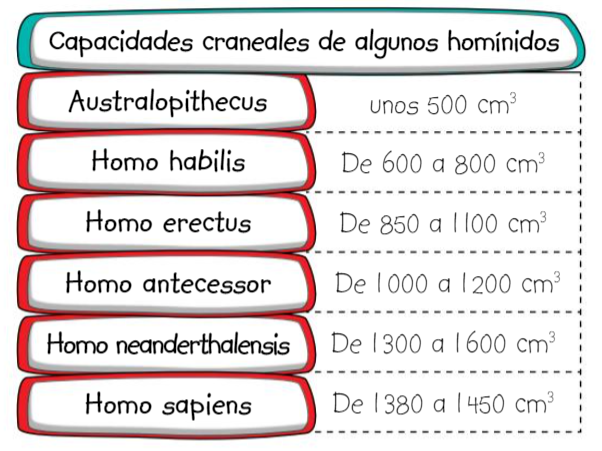 Capacidades craneales de algunos homínidos
Australopithecus unos 500 cm³
Homo habilis De 600 a 800 cm³
Homo erectus De 850 a 1100 cm³
Homo antecessor De 1000 a 1200 cm³
Homo neanderthalensis De 1300 a 1600 cm³
Homo sapiens De 1380 a 1450 cm³